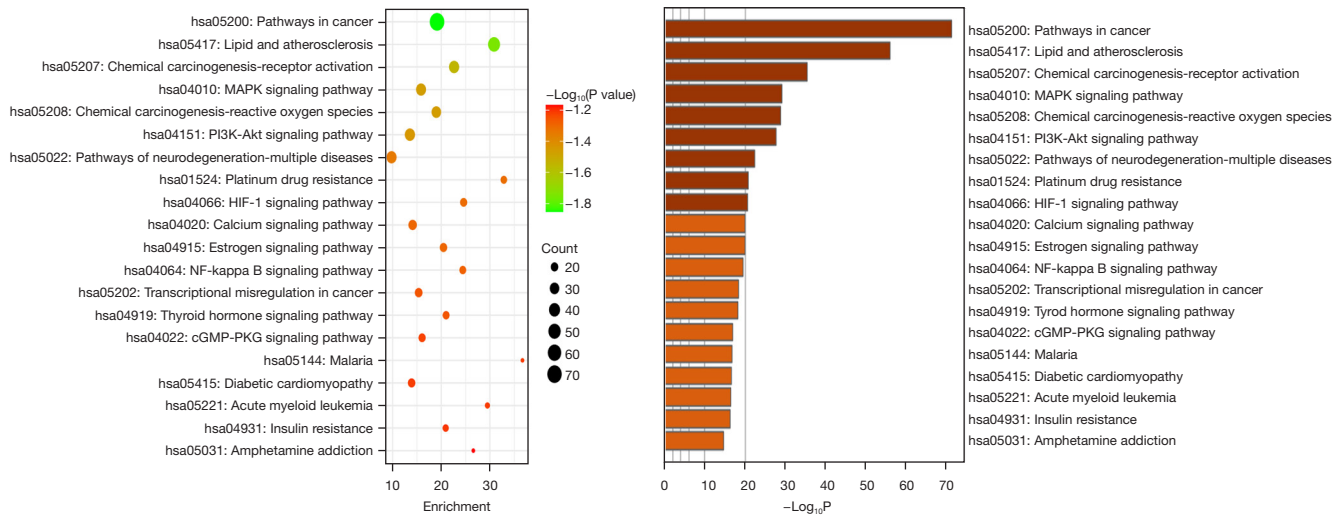 hsa05200: Pathways in cancer
hsa05417: Lipid and atherosclerosis
hsa05207: Chemical carcinogenesis-receptor activation
hsa04010: MAPK signaling pathway
hsa05208: Chemical carcinogenesis-reactive oxygen species
hsa04151: PI3K-Akt signaling pathway
hsa05022: Pathways of neurodegeneration-multiple diseases
hsa01524: Platinum drug resistance
hsa04066: HIF-1 signaling pathway
hsa04020: Calcium signaling pathway
hsa04915: Estrogen signaling pathway
hsa04064: NF-kappa B signaling pathway
hsa05202: Transcriptional misregulation in cancer
hsa04919: Thyroid hormone signaling pathway
hsa04022: cGMP-PKG signaling pathway
hsa05144: Malaria
hsa05415: Diabetic cardiomyopathy
hsa05221: Acute myeloid leukemia
hsa04931: Insulin resistance
hsa05031: Amphetamine addiction
10 20 30
Enrichment
−Log₁₀(P value)
−1.2
−1.4
−1.6
−1.8
Count
20
30
40
50
60
70
hsa05200: Pathways in cancer
hsa05417: Lipid and atherosclerosis
hsa05207: Chemical carcinogenesis-receptor activation
hsa04010: MAPK signaling pathway
hsa05208: Chemical carcinogenesis-reactive oxygen species
hsa04151: PI3K-Akt signaling pathway
hsa05022: Pathways of neurodegeneration-multiple diseases
hsa01524: Platinum drug resistance
hsa04066: HIF-1 signaling pathway
hsa04020: Calcium signaling pathway
hsa04915: Estrogen signaling pathway
hsa04064: NF-kappa B signaling pathway
hsa05202: Transcriptional misregulation in cancer
hsa04919: Tyrod hormone signaling pathway
hsa04022: cGMP-PKG signaling pathway
hsa05144: Malaria
hsa05415: Diabetic cardiomyopathy
hsa05221: Acute myeloid leukemia
hsa04931: Insulin resistance
hsa05031: Amphetamine addiction
0 10 20 30 40 50 60 70
−Log₁₀P